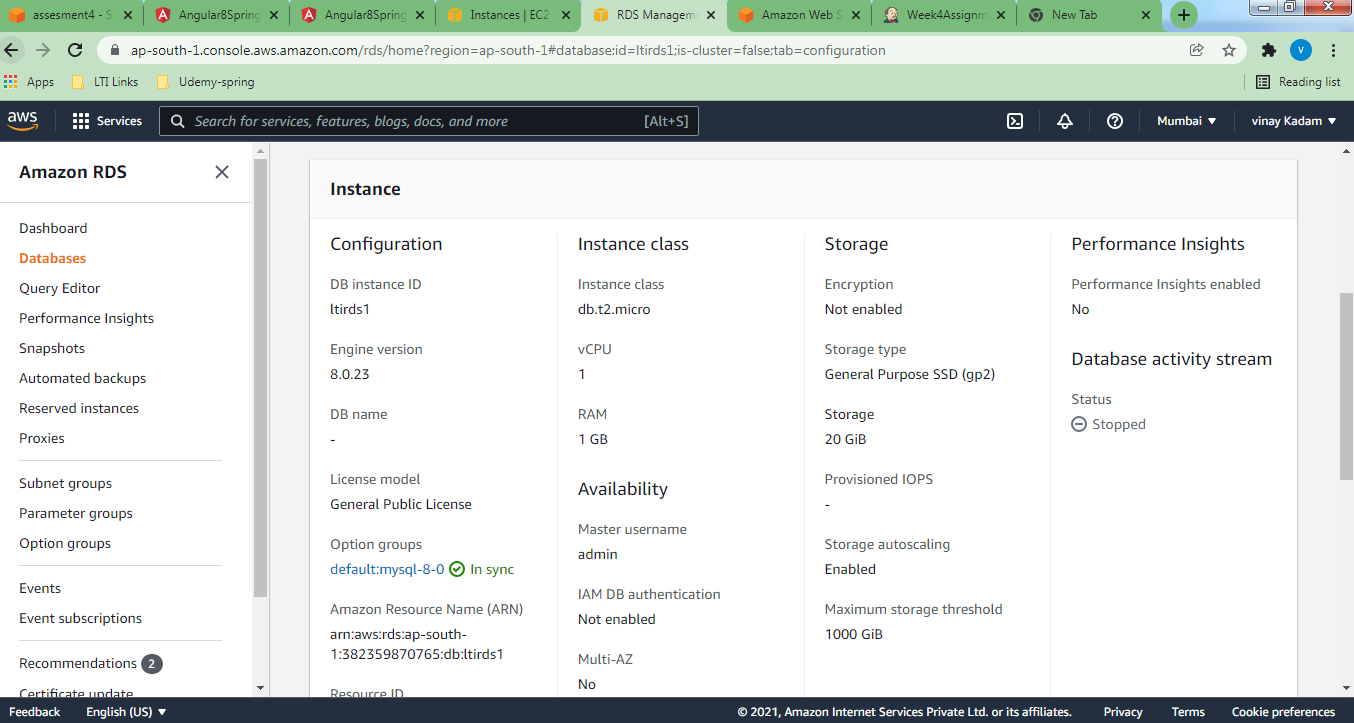 assesment4 - S
Angular8Spring
Angular8Spring
Instances | EC2
RDS Managem
Amazon Web S
Week4Assignm
New Tab
ap-south-1.console.aws.amazon.com/rds/home?region=ap-south-1#database:id=ltirds1;is-cluster=false;tab=configuration
V
Apps
LTI Links
Udemy-spring
Reading list
aws
Services
Search for services, features, blogs, docs, and more
[Alt+S]
Mumbai
vinay Kadam
Amazon RDS
Dashboard
Databases
Query Editor
Performance Insights
Snapshots
Automated backups
Reserved instances
Proxies
Subnet groups
Parameter groups
Option groups
Events
Event subscriptions
Recommendations 2
Certificate update
Instance
Configuration
DB instance ID
ltirds1
Engine version
8.0.23
DB name
-
License model
General Public License
Option groups
default:mysql-8-0 In sync
Amazon Resource Name (ARN)
arn:aws:rds:ap-south-
1:382359870765:db:ltirds1
Resource ID
Instance class
Instance class
db.t2.micro
vCPU
1
RAM
1 GB
Availability
Master username
admin
IAM DB authentication
Not enabled
Multi-AZ
No
Storage
Encryption
Not enabled
Storage type
General Purpose SSD (gp2)
Storage
20 GiB
Provisioned IOPS
-
Storage autoscaling
Enabled
Maximum storage threshold
1000 GiB
Performance Insights
Performance Insights enabled
No
Database activity stream
Status
Stopped
Feedback
English (US)
© 2021, Amazon Internet Services Private Ltd. or its affiliates.
Privacy
Terms
Cookie preferences